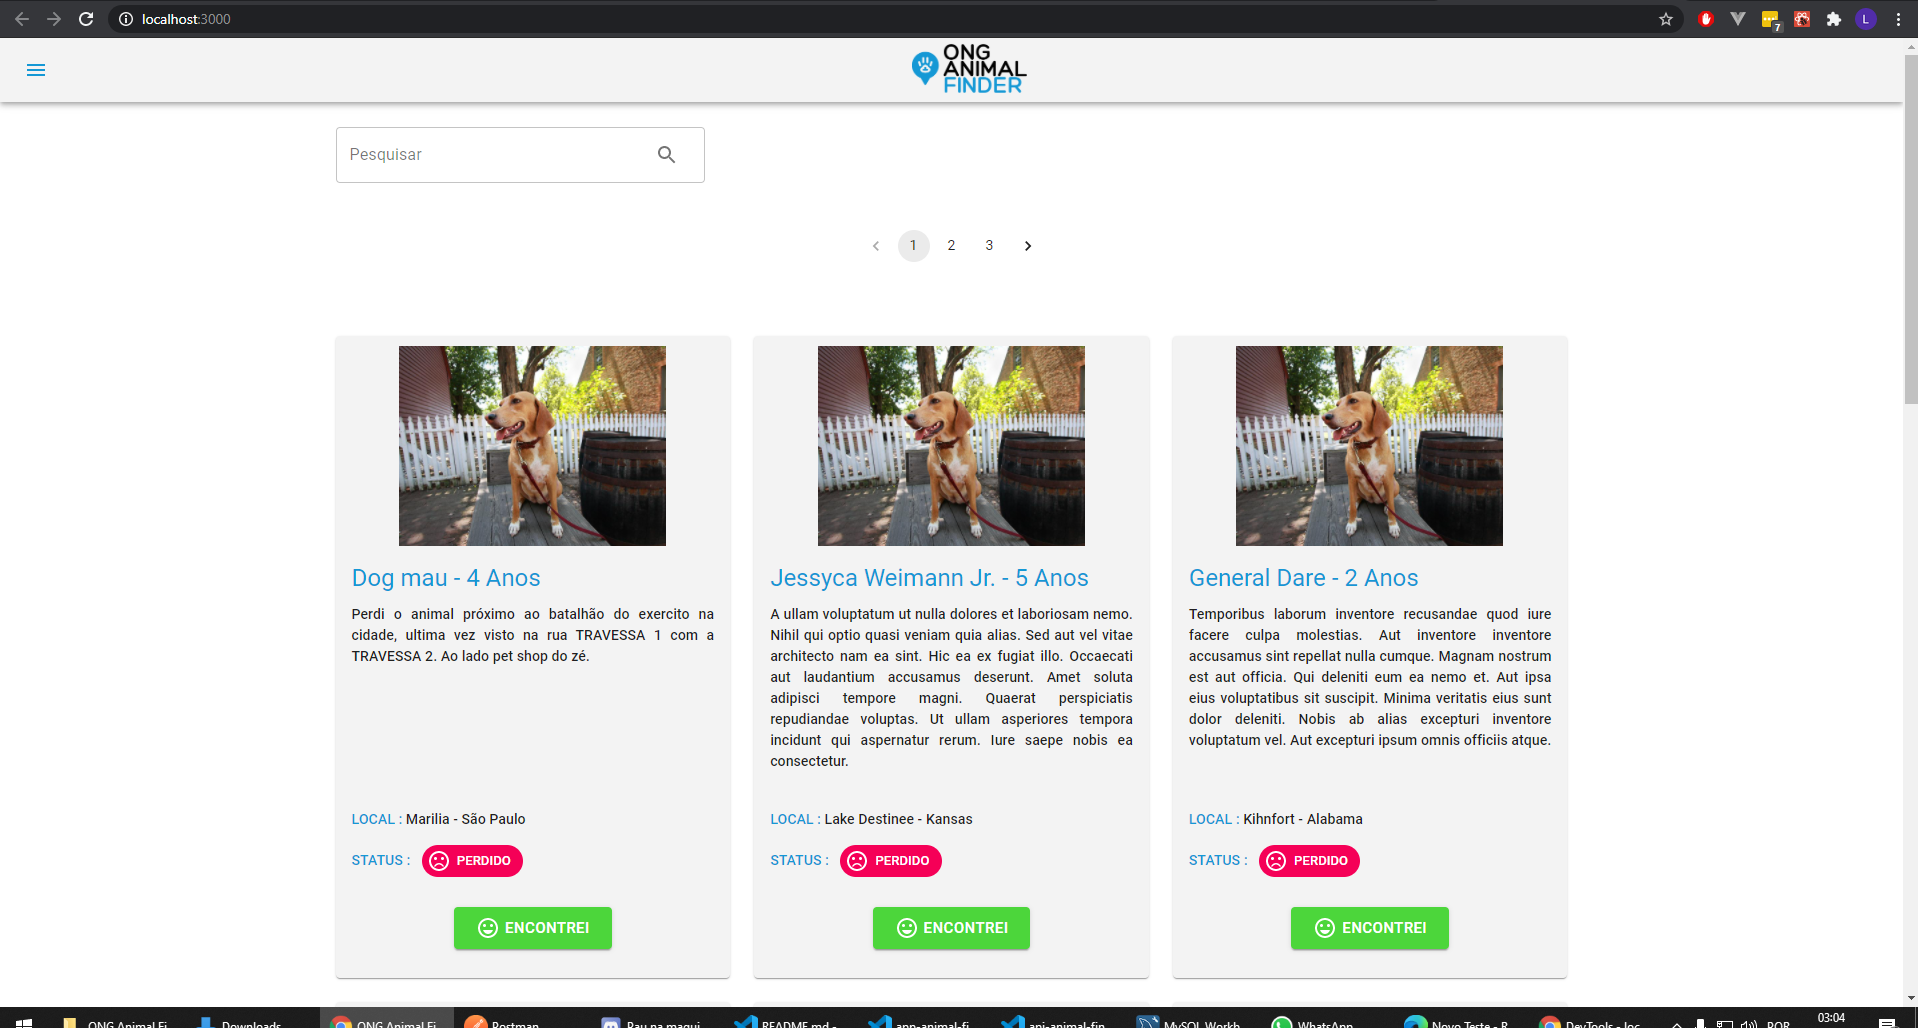 localhost:3000
7
L
ONG
ANIMAL
FINDER
Pesquisar
1 2 3
Dog mau - 4 Anos
Perdi o animal próximo ao batalhão do exercito na
cidade, ultima vez visto na rua TRAVESSA 1 com a
TRAVESSA 2. Ao lado pet shop do zé.
LOCAL : Marilia - São Paulo
STATUS : PERDIDO
ENCONTREI
Jessyca Weimann Jr. - 5 Anos
A ullam voluptatum ut nulla dolores et laboriosam nemo.
Nihil qui optio quasi veniam quia alias. Sed aut vel vitae
architecto nam ea sint. Hic ea ex fugiat illo. Occaecati
aut laudantium accusamus deserunt. Amet soluta
adipisci tempore magni. Quaerat perspiciatis
repudiandae voluptas. Ut ullam asperiores tempora
incidunt qui aspernatur rerum. Iure saepe nobis ea
consectetur.
LOCAL : Lake Destinee - Kansas
STATUS : PERDIDO
ENCONTREI
General Dare - 2 Anos
Temporibus laborum inventore recusandae quod iure
facere culpa molestias. Aut inventore inventore
accusamus sint repellat nulla cumque. Magnam nostrum
est aut officia. Qui deleniti eum ea nemo et. Aut ipsa
eius voluptatibus sit suscipit. Minima veritatis eius sunt
dolor deleniti. Nobis ab alias excepturi inventore
voluptatum vel. Aut excepturi ipsum omnis officiis atque.
LOCAL : Kihnfort - Alabama
STATUS : PERDIDO
ENCONTREI
ONG Animal Fi Downloads ONG Animal Fi Postman Pau na maqui README.md - app-animal-fi api-animal-fin MySQL Workb WhatsApp Novo Teste - R DevTools - loc POR 03:04